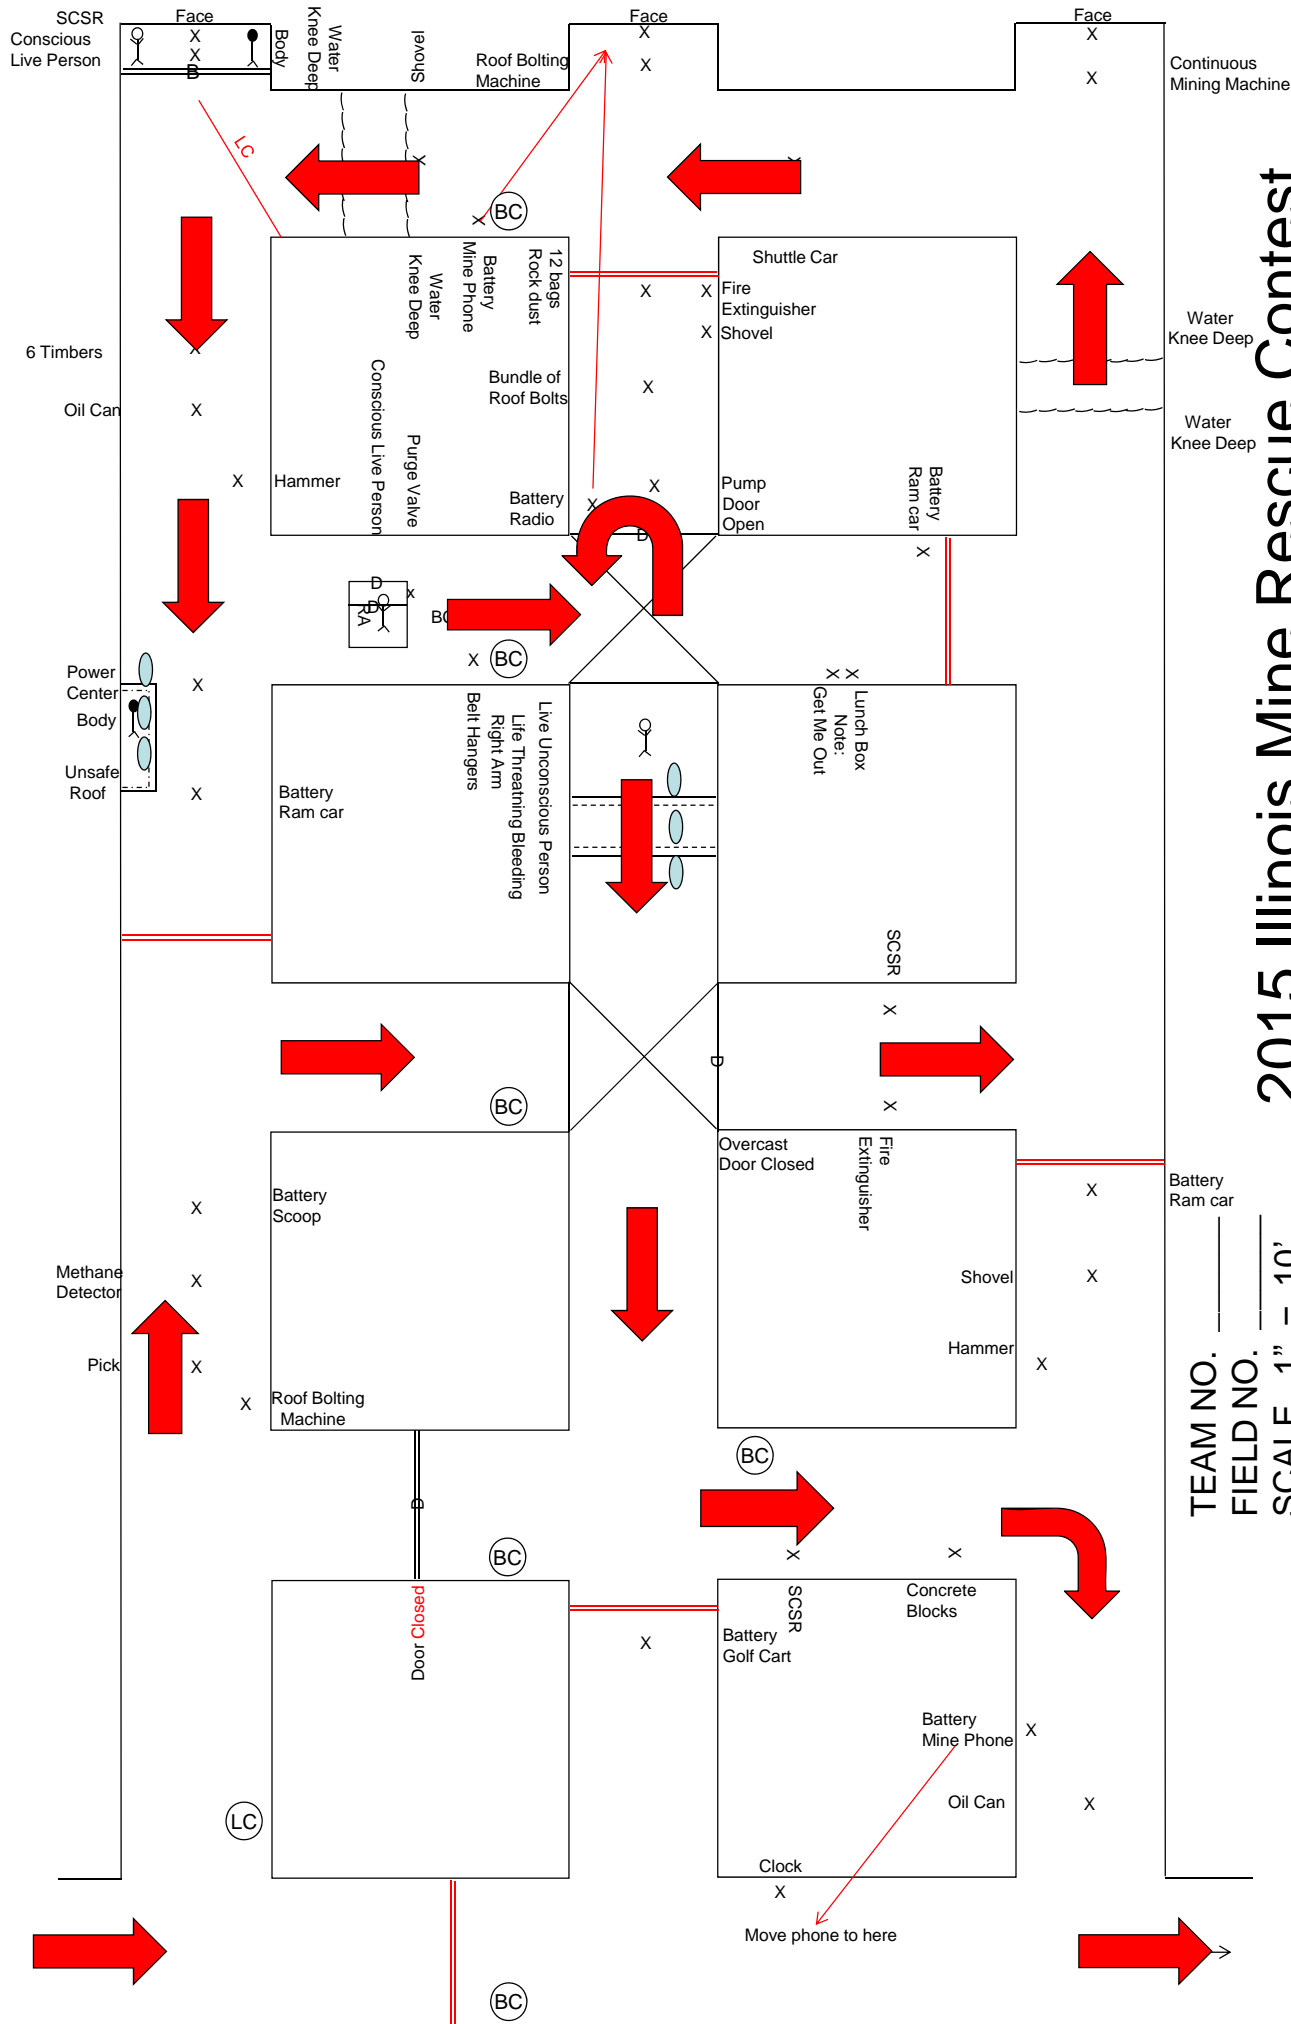 SCSR
Conscious
Live Person
Face
X
X
B
Body
Water
Knee Deep
Shovel
Roof Bolting
Machine
Face
X
X
Face
X
X
Continuous
Mining Machine
LC
X
X
BC
12 bags
Rock dust
Battery
Mine Phone
Water
Knee Deep
Shuttle Car
X
X
Fire
Extinguisher
X
Shovel
Water
Knee Deep
Water
Knee Deep
6 Timbers
X
Oil Can
X
X
Hammer
Conscious Live Person
Purge Valve
Bundle of
Roof Bolts
X
Battery
Radio
X
X
Pump
Door
Open
D
Battery
Ram car
X
D
D
RA
x
BC
X
BC
Power
Center
X
Body
Unsafe
Roof
X
Battery
Ram car
Live Unconscious Person
Life Threatning Bleeding
Right Arm
Belt Hangers
X X
Lunch Box
Note:
Get Me Out
SCSR
X
D
X
BC
Overcast
Door Closed
Fire
Extinguisher
Battery
Ram car
X
X
Battery
Scoop
Methane
Detector
X
Pick
X
X
Roof Bolting
Machine
Shovel
X
Hammer
X
BC
D
BC
Door Closed
X
SCSR
X
Concrete
Blocks
X
Battery
Golf Cart
Battery
Mine Phone
X
Oil Can
X
LC
Clock
X
Move phone to here
BC
2015 Illinois Mine Rescue Contest
TEAM NO.
FIELD NO.
SCALE 1" = 10'